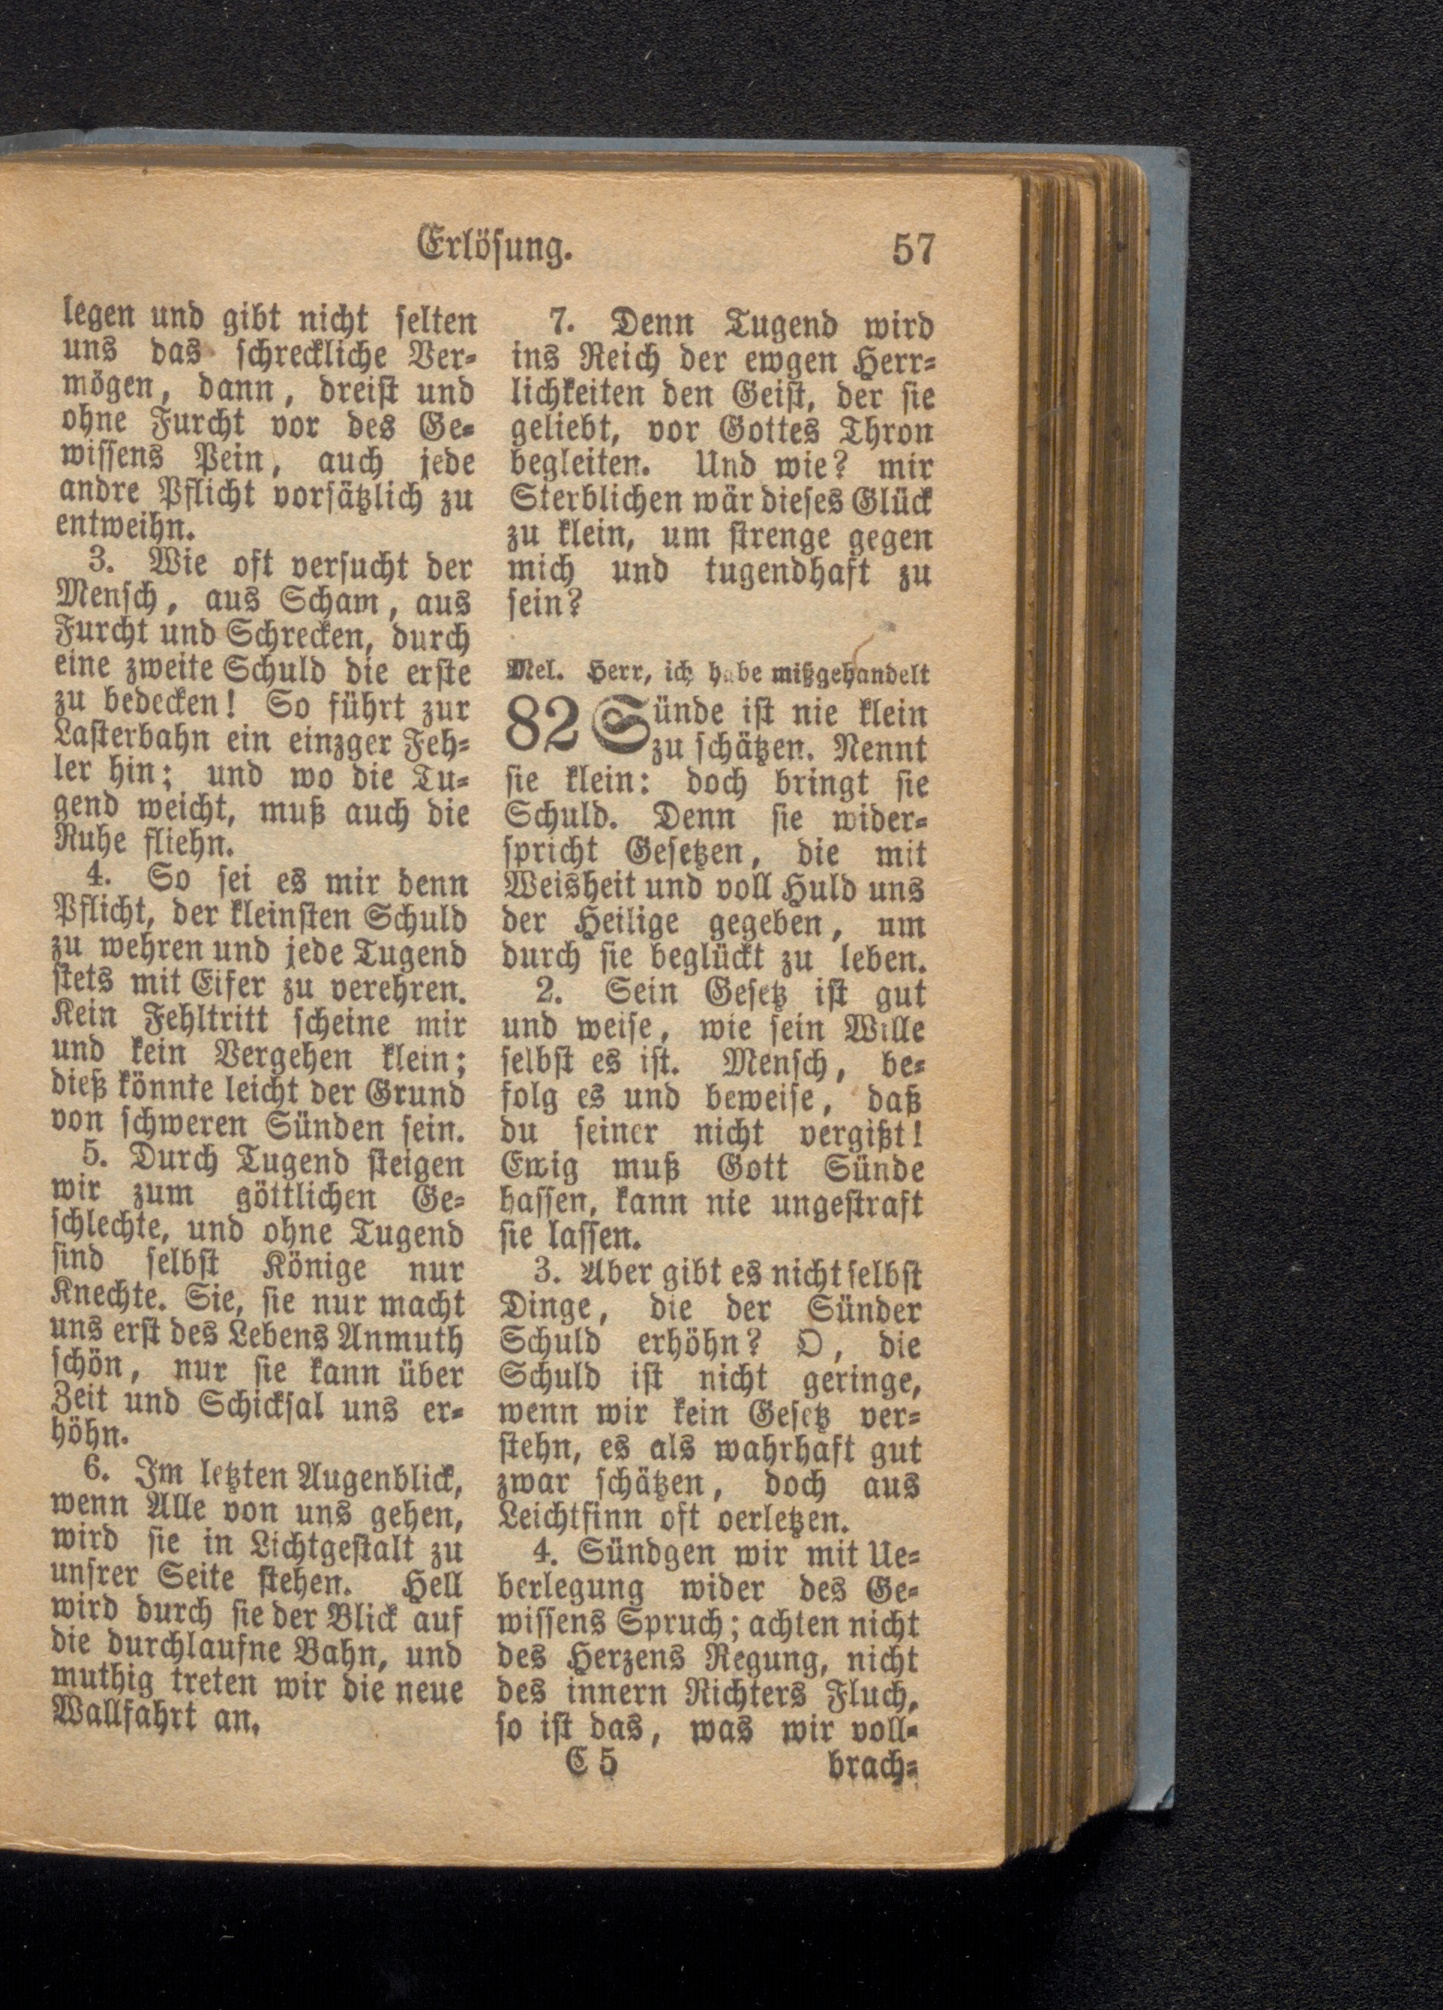 Erlösung. 57
legen und gibt nicht selten
uns das schreckliche Ver-
mögen, dann, dreist und
ohne Furcht vor des Ge-
wissens Pein, auch jede
andre Pflicht vorsätzlich zu
entweihn.
3. Wie oft versucht der
Mensch, aus Scham, aus
Furcht und Schrecken, durch
eine zweite Schuld die erste
zu bedecken! So führt zur
Lasterbahn ein einzger Feh-
ler hin; und wo die Tu-
gend weicht, muß auch die
Ruhe fliehn.
4. So sei es mir denn
Pflicht, der kleinsten Schuld
zu wehren und jede Tugend
stets mit Eifer zu verehren.
Kein Fehltritt scheine mir
und kein Vergehen klein;
dieß könnte leicht der Grund
von schweren Sünden sein.
5. Durch Tugend steigen
wir zum göttlichen Ge-
schlechte, und ohne Tugend
sind selbst Könige nur
Knechte. Sie, sie nur macht
uns erst des Lebens Anmuth
schön, nur sie kann über
Zeit und Schicksal uns er-
höhn.
6. Im letzten Augenblick,
wenn Alle von uns gehen,
wird sie in Lichtgestalt zu
unsrer Seite stehen. Hell
wird durch sie der Blick auf
die durchlaufne Bahn, und
muthig treten wir die neue
Wallfahrt an.
7. Denn Tugend wird
ins Reich der ewgen Herr-
lichkeiten den Geist, der sie
geliebt, vor Gottes Thron
begleiten. Und wie? mir
Sterblichen wär dieses Glück
zu klein, um strenge gegen
mich und tugendhaft zu
sein?
Mel. Herr, ich habe mißgehandelt
82 Sünde ist nie klein
zu schätzen. Nennt
sie klein: doch bringt sie
Schuld. Denn sie wider-
spricht Gesetzen, die mit
Weisheit und voll Huld uns
der Heilige gegeben, um
durch sie beglückt zu leben.
2. Sein Gesetz ist gut
und weise, wie sein Wille
selbst es ist. Mensch, be-
folg es und beweise, daß
du seiner nicht vergißt!
Ewig muß Gott Sünde
hassen, kann nie ungestraft
sie lassen.
3. Aber gibt es nicht selbst
Dinge, die der Sünder
Schuld erhöhn? O, die
Schuld ist nicht geringe,
wenn wir kein Gesetz ver-
stehn, es als wahrhaft gut
zwar schätzen, doch aus
Leichtsinn oft verletzen.
4. Sündgen wir mit Ue-
berlegung wider des Ge-
wissens Spruch; achten nicht
des Herzens Regung, nicht
des innern Richters Fluch,
so ist das, was wir voll-
C 5 brach-